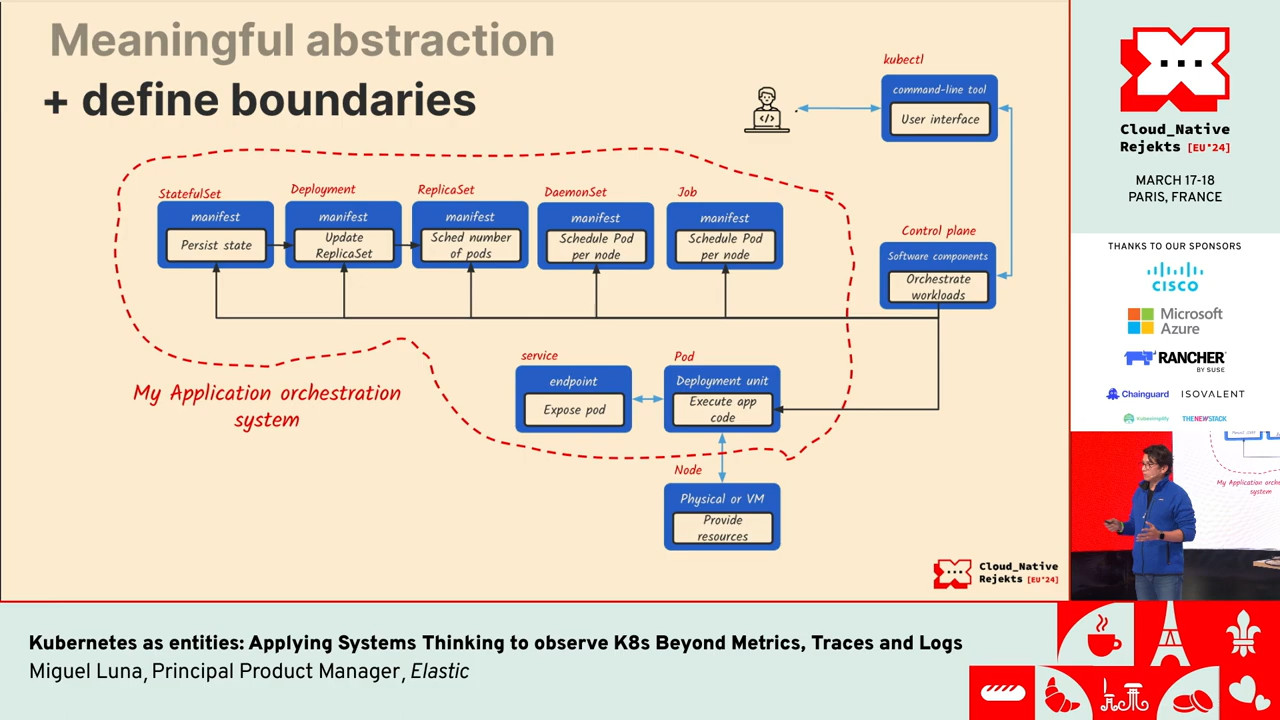 Meaningful abstraction
+ define boundaries
kubectl
command-line tool
User interface
StatefulSet
manifest
Persist state
Deployment
manifest
Update
ReplicaSet
ReplicaSet
manifest
Sched number
of pods
DaemonSet
manifest
Schedule Pod
per node
Job
manifest
Schedule Pod
per node
Control plane
Software components
Orchestrate
workloads
My Application orchestration
system
service
endpoint
Expose pod
Pod
Deployment unit
Execute app
code
Node
Physical or VM
Provide
resources
Cloud_Native
Rejekts [EU'24]
Cloud_Native
Rejekts [EU'24]
MARCH 17-18
PARIS, FRANCE
THANKS TO OUR SPONSORS
CISCO
Microsoft
Azure
RANCHER
BY SUSE
Chainguard
ISOVALENT
kubesimplify
THENEWSTACK
My Application orche
system
Kubernetes as entities: Applying Systems Thinking to observe K8s Beyond Metrics, Traces and Logs
Miguel Luna, Principal Product Manager, Elastic